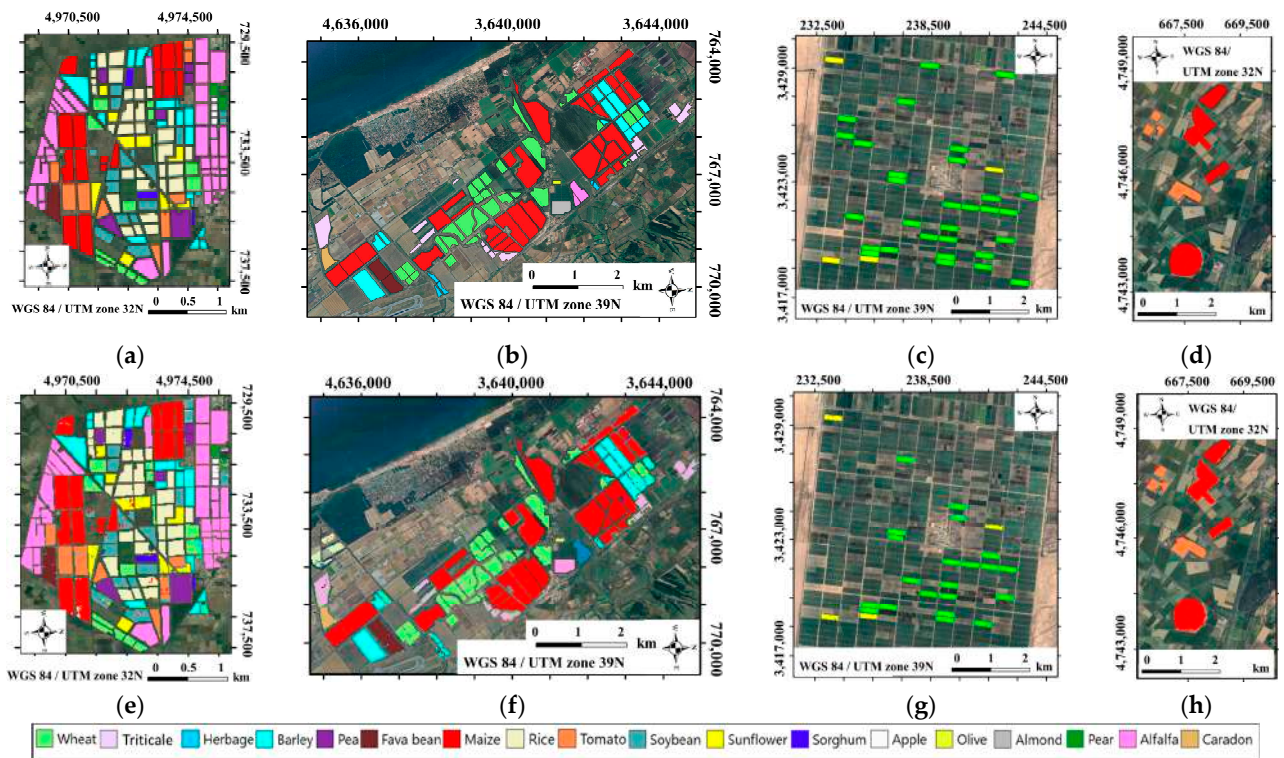 4,970,500 4,974,500
729,500
733,500
737,500
WGS 84 / UTM zone 32N
0 0.5 1
km
(a)
4,636,000 3,640,000 3,644,000
764,000
767,000
770,000
0 1 2
km
WGS 84 / UTM zone 39N
(b)
232,500 238,500 244,500
3,429,000
3,423,000
3,417,000
WGS 84 / UTM zone 39N
0 1 2 km
(c)
667,500 669,500
WGS 84/
UTM zone 32N
4,749,000
4,746,000
4,743,000
0 1 2 km
(d)
4,970,500 4,974,500
729,500
733,500
737,500
WGS 84 / UTM zone 32N
0 0.5 1
km
(e)
4,636,000 3,640,000 3,644,000
764,000
767,000
770,000
0 1 2
km
WGS 84 / UTM zone 39N
(f)
232,500 238,500 244,500
3,429,000
3,423,000
3,417,000
WGS 84 / UTM zone 39N
0 1 2 km
(g)
667,500 669,500
WGS 84/
UTM zone 32N
4,749,000
4,746,000
4,743,000
0 1 2 km
(h)
Wheat Triticale Herbage Barley Pea Fava bean Maize Rice Tomato Soybean Sunflower Sorghum Apple Olive Almond Pear Alfalfa Caradon